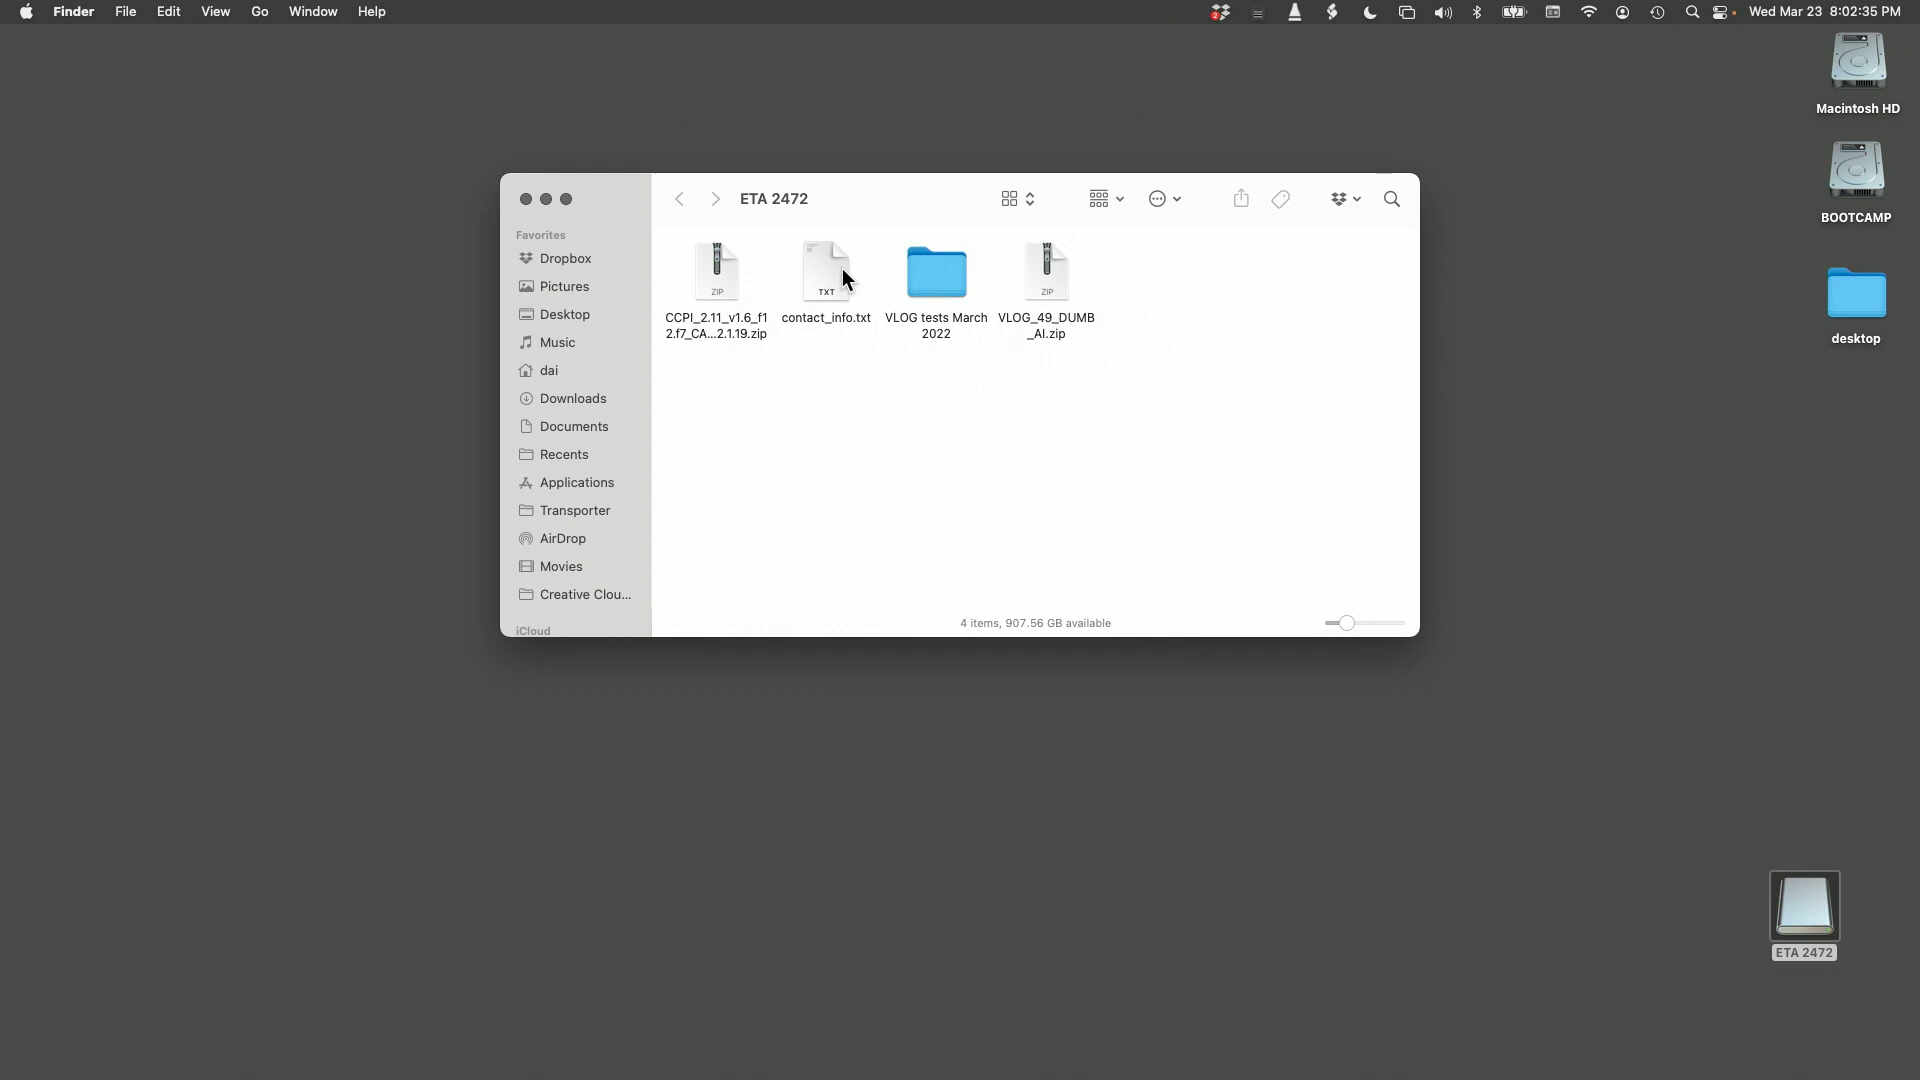 Finder File Edit View Go Window Help
2
Wed Mar 23 8:02:35 PM
Macintosh HD
BOOTCAMP
desktop
ETA 2472
Favorites
Dropbox
Pictures
Desktop
Music
dai
Downloads
Documents
Recents
Applications
Transporter
AirDrop
Movies
Creative Clou...
iCloud
ETA 2472
ZIP
CCPI_2.11_v1.6_f1
2.f7_CA...2.1.19.zip
TXT
contact_info.txt
VLOG tests March
2022
ZIP
VLOG_49_DUMB
_AI.zip
4 items, 907.56 GB available